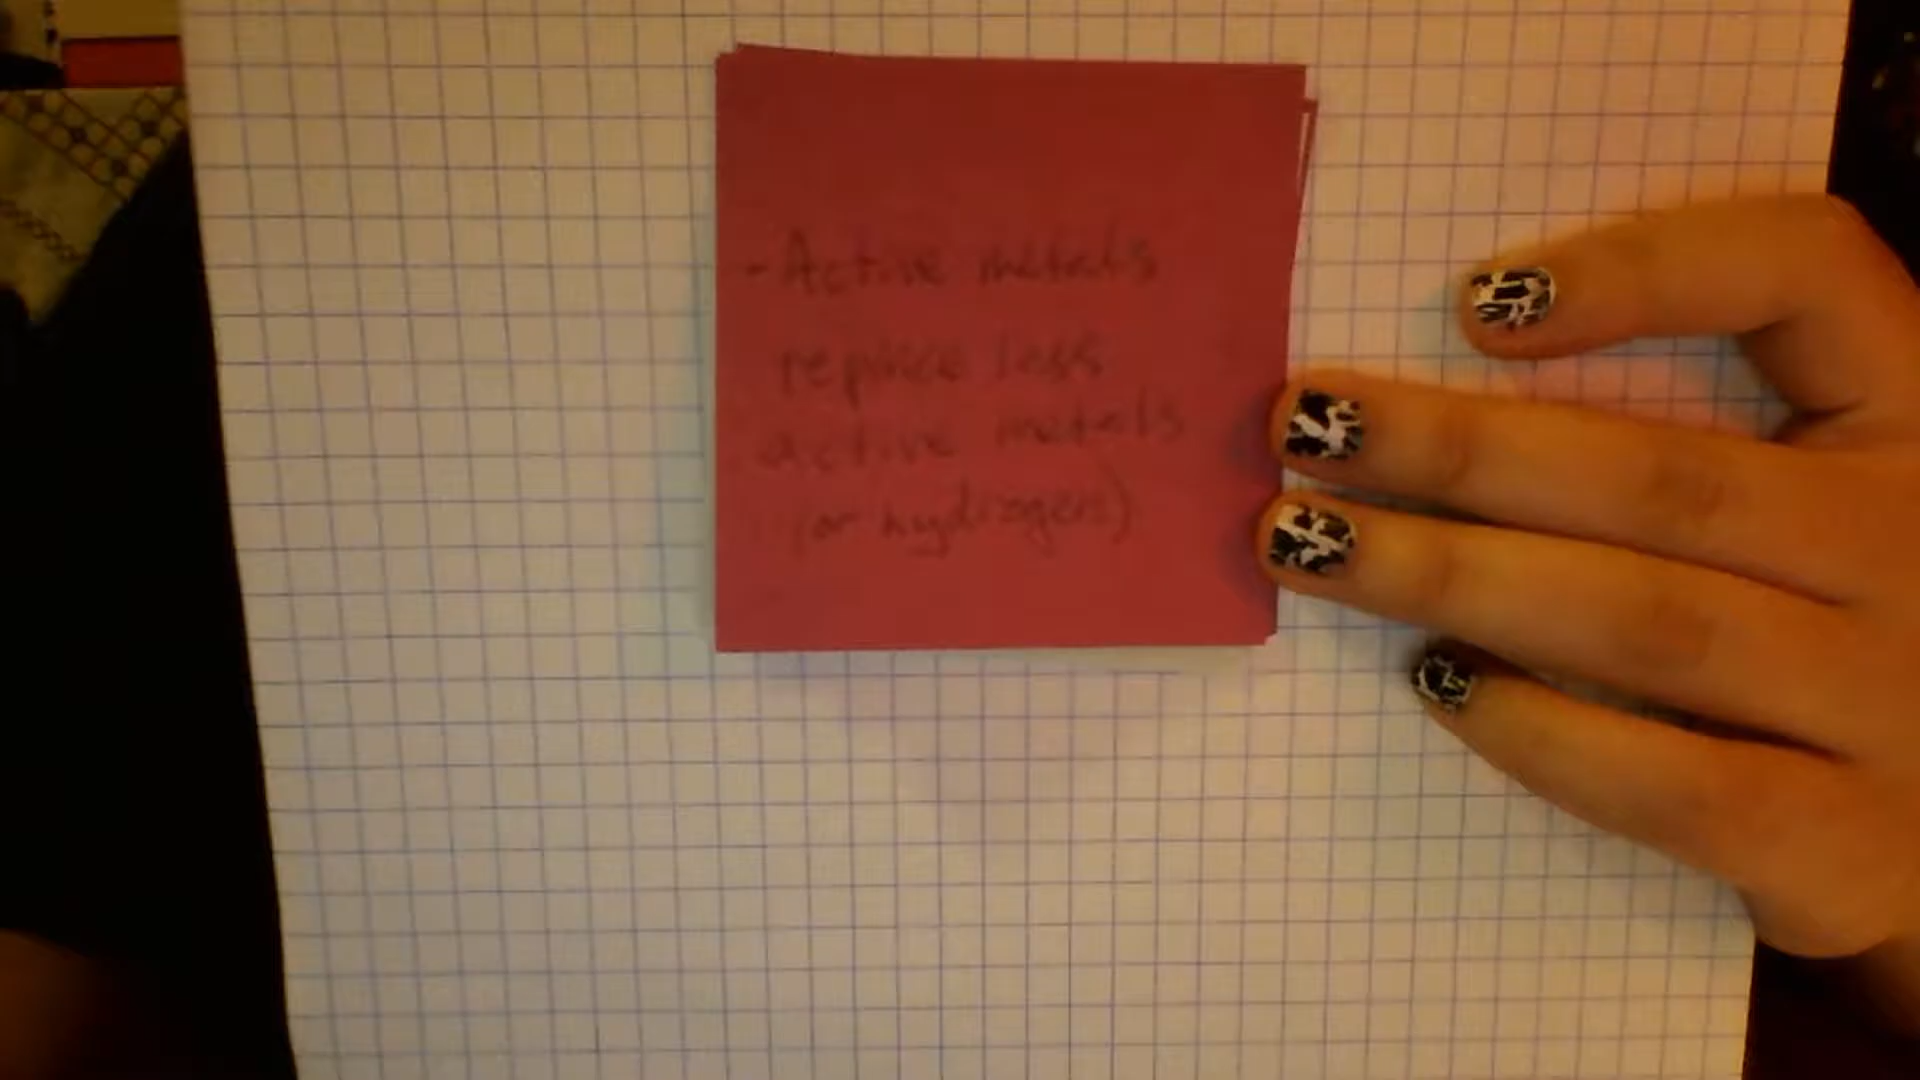 - Active metals
replace less
active metals
(or hydrogen)